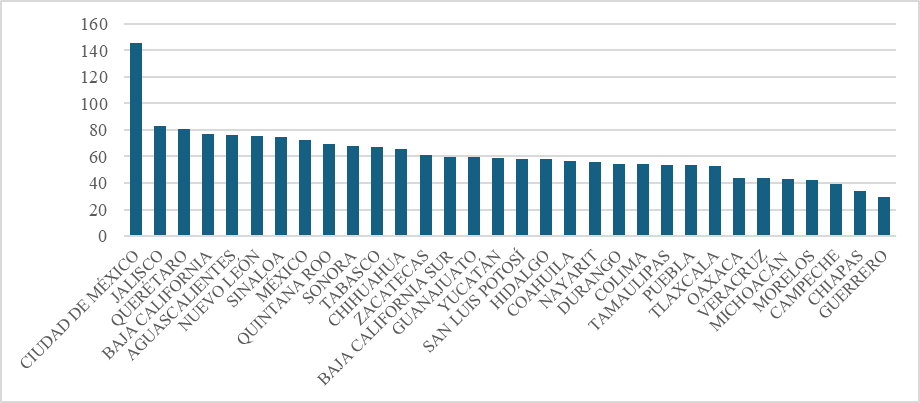 160
140
120
100
80
60
40
20
0
CIUDAD DE MÉXICO
JALISCO
QUERÉTARO
BAJA CALIFORNIA
AGUASCALIENTES
NUEVO LEÓN
SINALOA
MÉXICO
QUINTANA ROO
SONORA
TABASCO
CHIHUAHUA
ZACATECAS
BAJA CALIFORNIA SUR
GUANAJUATO
YUCATÁN
SAN LUIS POTOSÍ
HIDALGO
COAHUILA
NAYARIT
DURANGO
COLIMA
TAMAULIPAS
PUEBLA
TLAXCALA
OAXACA
VERACRUZ
MICHOACÁN
MORELOS
CAMPECHE
CHIAPAS
GUERRERO